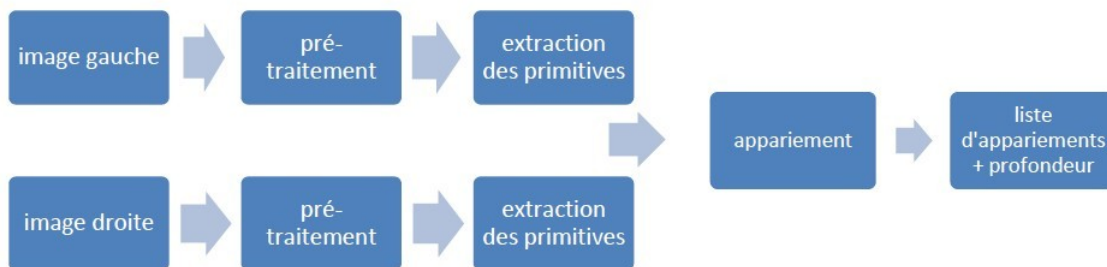 image gauche
pré-
traitement
extraction
des primitives
appariement
liste
d'appariements
+ profondeur
image droite
pré-
traitement
extraction
des primitives